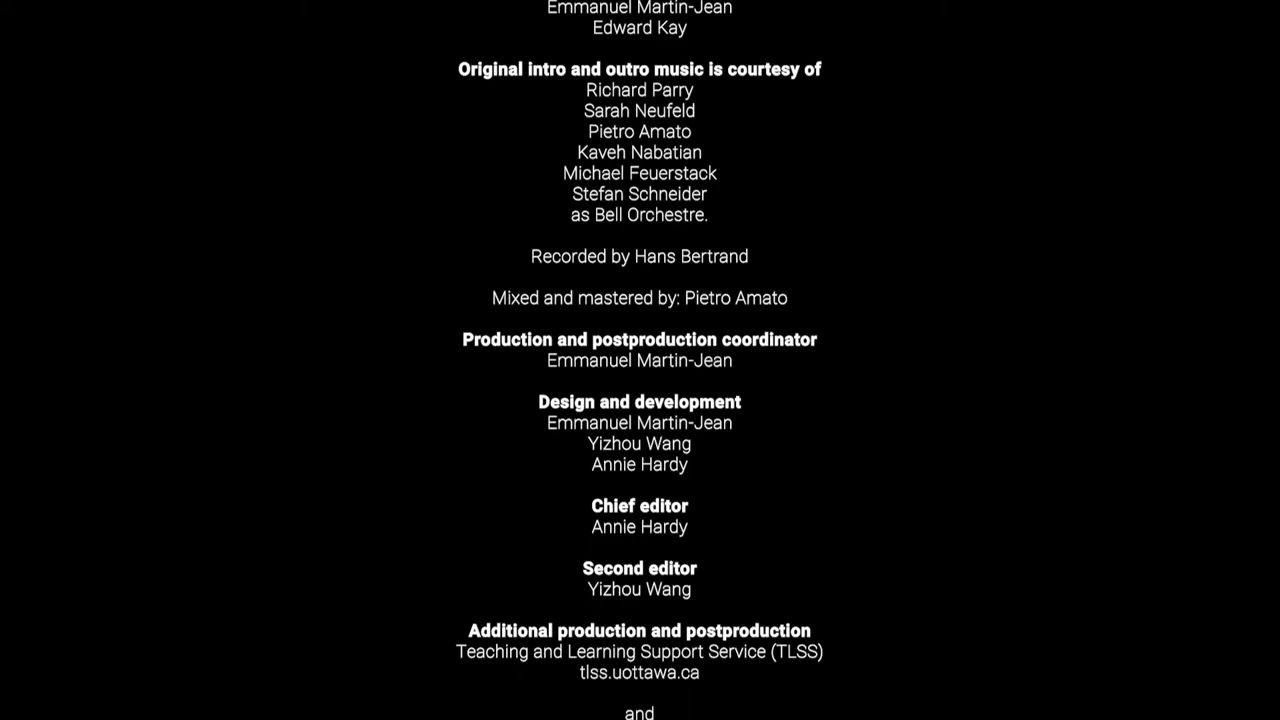 Emmanuel Martin-Jean
Edward Kay
Original intro and outro music is courtesy of
Richard Parry
Sarah Neufeld
Pietro Amato
Kaveh Nabatian
Michael Feuerstack
Stefan Schneider
as Bell Orchestre.
Recorded by Hans Bertrand
Mixed and mastered by: Pietro Amato
Production and postproduction coordinator
Emmanuel Martin-Jean
Design and development
Emmanuel Martin-Jean
Yizhou Wang
Annie Hardy
Chief editor
Annie Hardy
Second editor
Yizhou Wang
Additional production and postproduction
Teaching and Learning Support Service (TLSS)
tlss.uottawa.ca
and